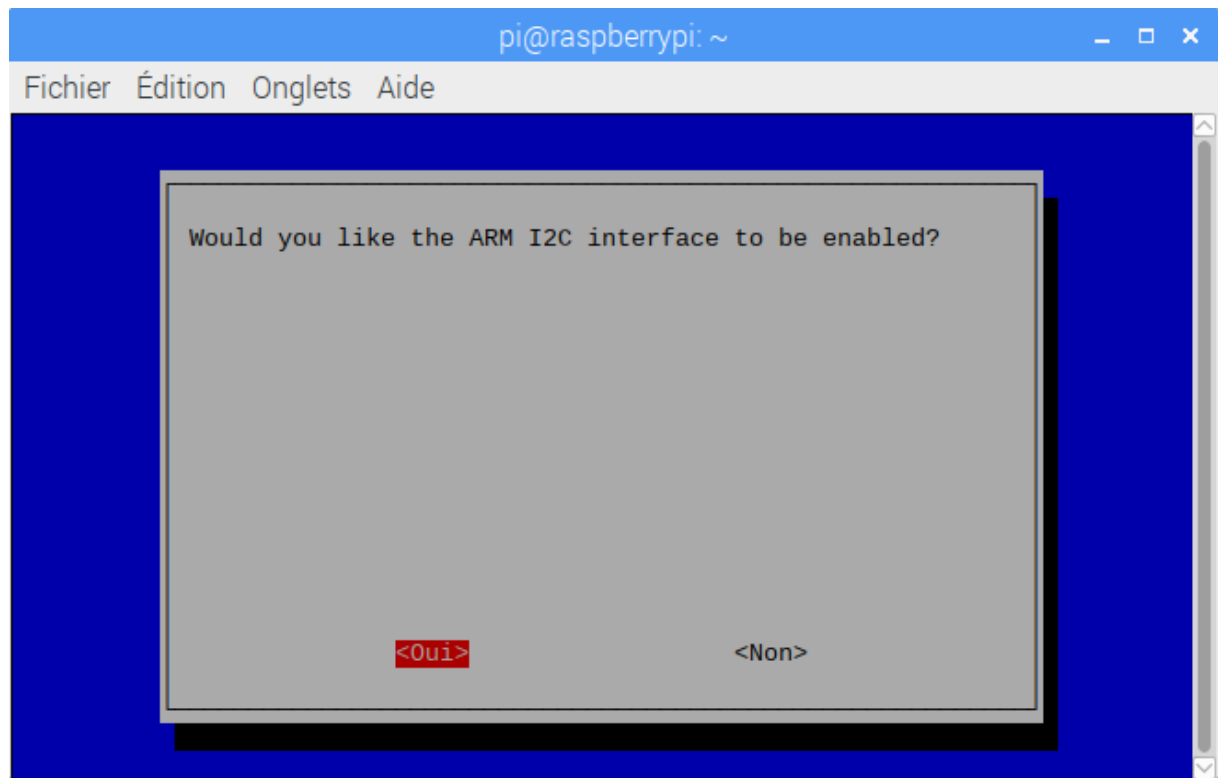 pi@raspberrypi: ~
Fichier Édition Onglets Aide
Would you like the ARM I2C interface to be enabled?
<Oui> <Non>